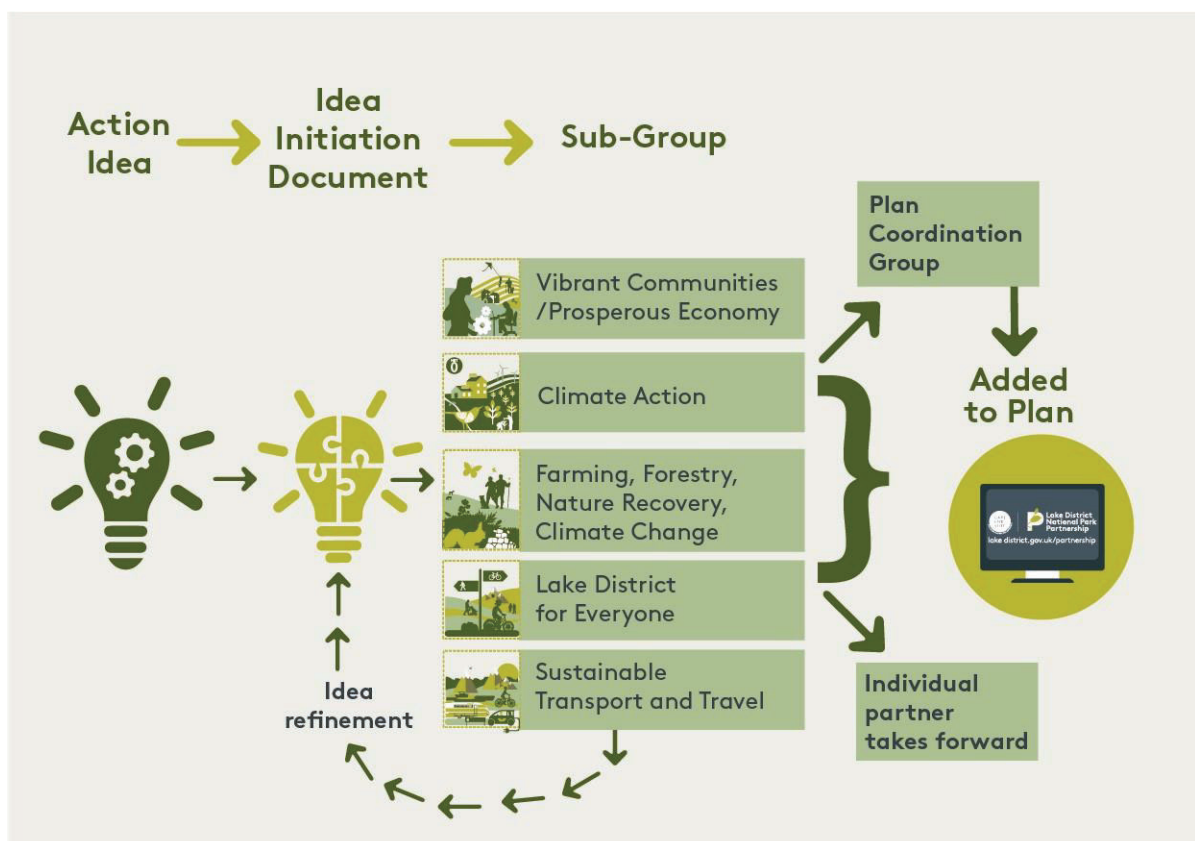 Action
Idea
Idea
Initiation
Document
Sub-Group
Plan
Coordination
Group
Vibrant Communities
/Prosperous Economy
Climate Action
Farming, Forestry,
Nature Recovery,
Climate Change
Lake District
for Everyone
Sustainable
Transport and Travel
Idea
refinement
Added
to Plan
Lake District
National Park
Partnership
lake district.gov.uk/partnership
Individual
partner
takes forward